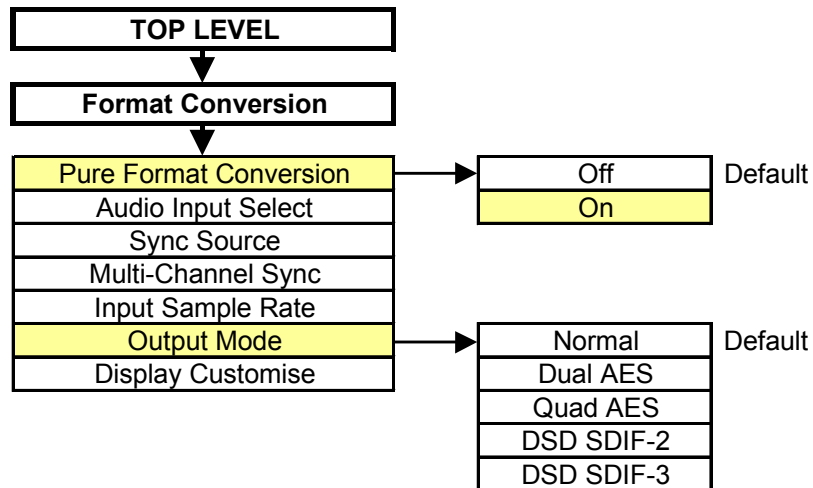 TOP LEVEL
Format Conversion
Pure Format Conversion
Off
Default
Audio Input Select
On
Sync Source
Multi-Channel Sync
Input Sample Rate
Output Mode
Normal
Default
Display Customise
Dual AES
Quad AES
DSD SDIF-2
DSD SDIF-3